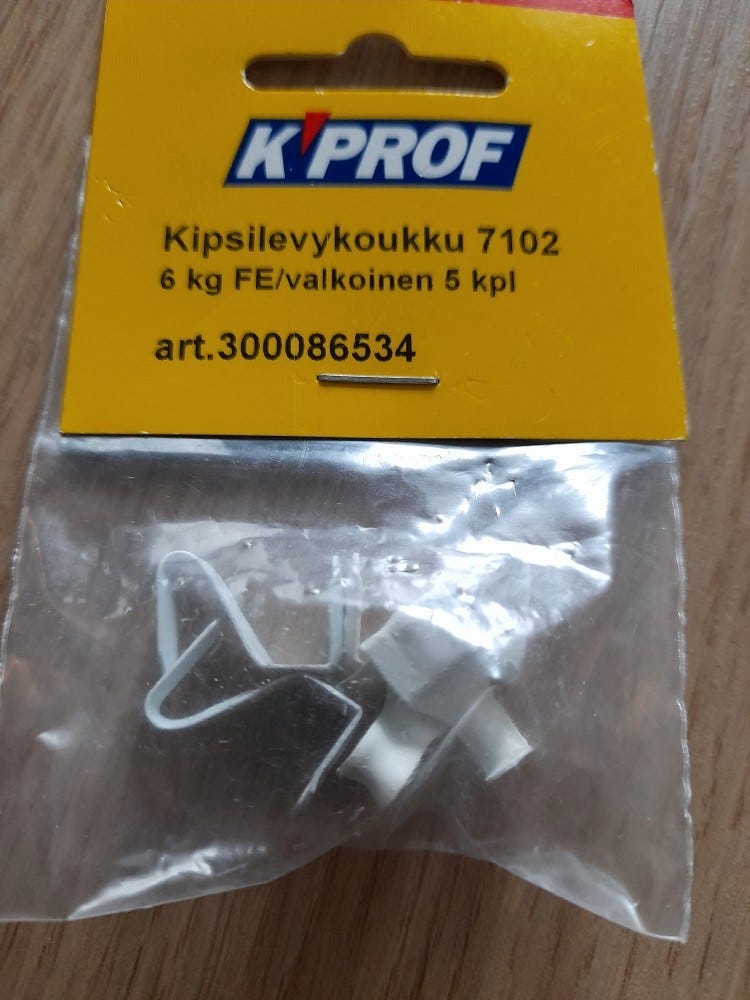 K'PROF
Kipsilevykoukku 7102
6 kg FE/valkoinen 5 kpl
art.300086534